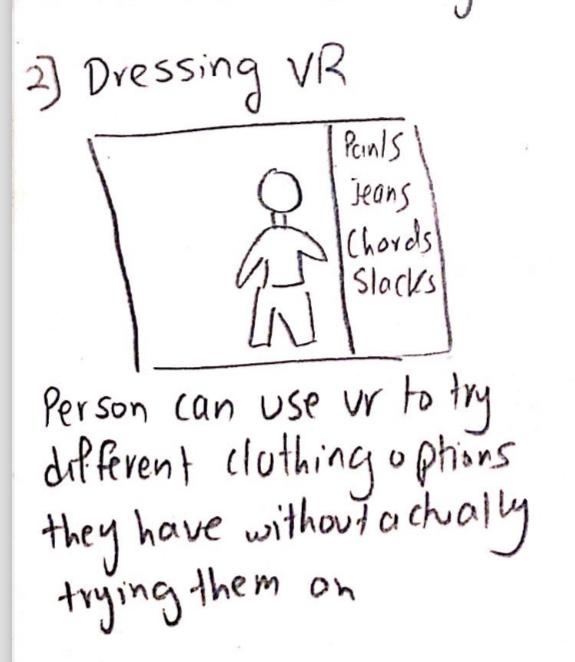 2] Dressing VR
Pants
Jeans
Chords
Slacks
Person can use vr to try
different clothing options
they have without actually
trying them on